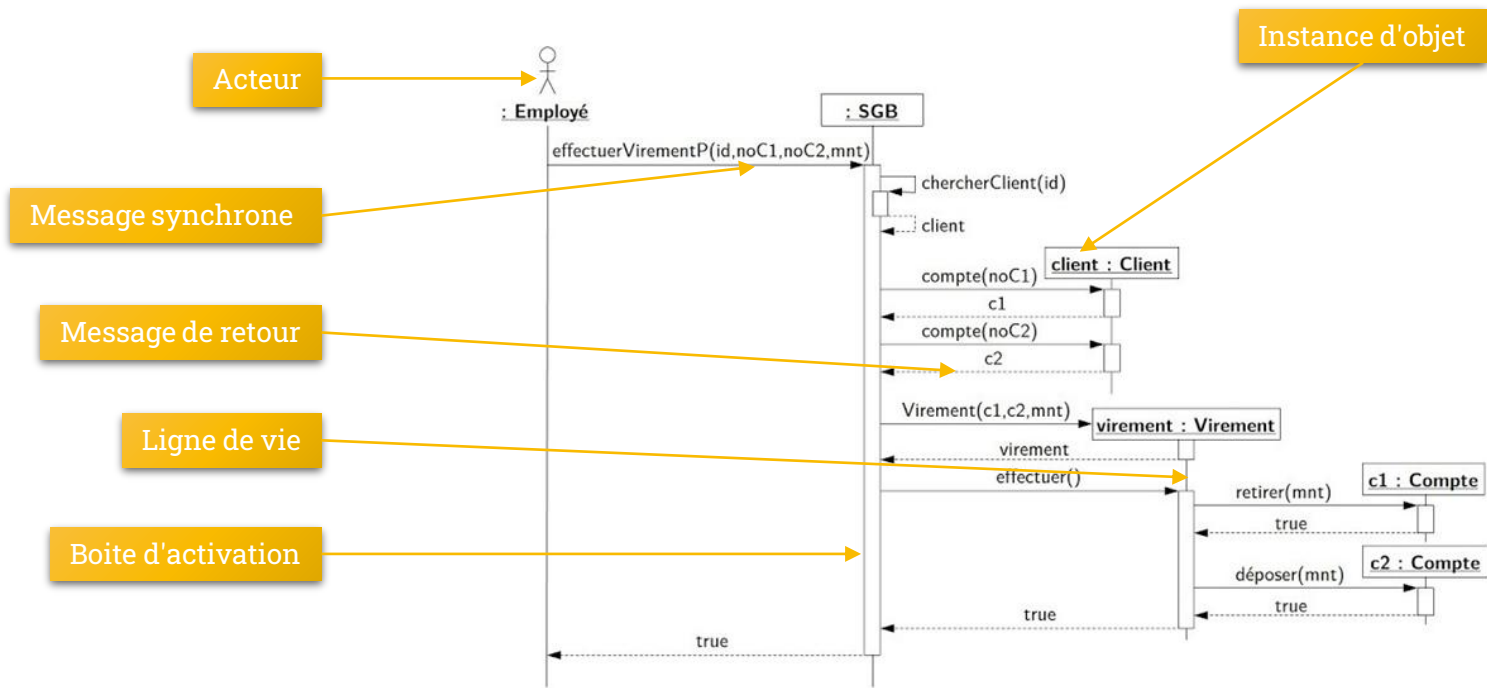 Instance d'objet
Acteur
: Employé
: SGB
effectuerVirementP(id,noC1,noC2,mnt)
chercherClient(id)
Message synchrone
client
client : Client
compte(noC1)
c1
Message de retour
compte(noC2)
c2
Virement(c1,c2,mnt)
virement : Virement
Ligne de vie
virement
effectuer()
c1 : Compte
retirer(mnt)
true
Boite d'activation
c2 : Compte
déposer(mnt)
true
true
true